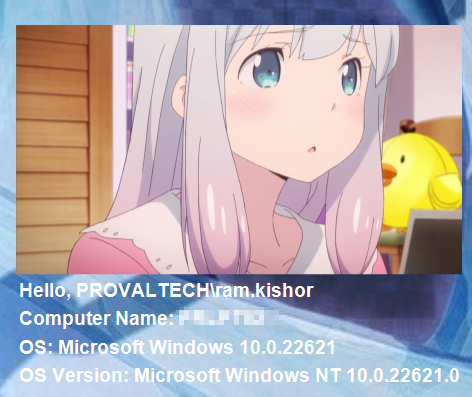 Hello, PROVALTECH\ram.kishor
Computer Name:
OS: Microsoft Windows 10.0.22621
OS Version: Microsoft Windows NT 10.0.22621.0